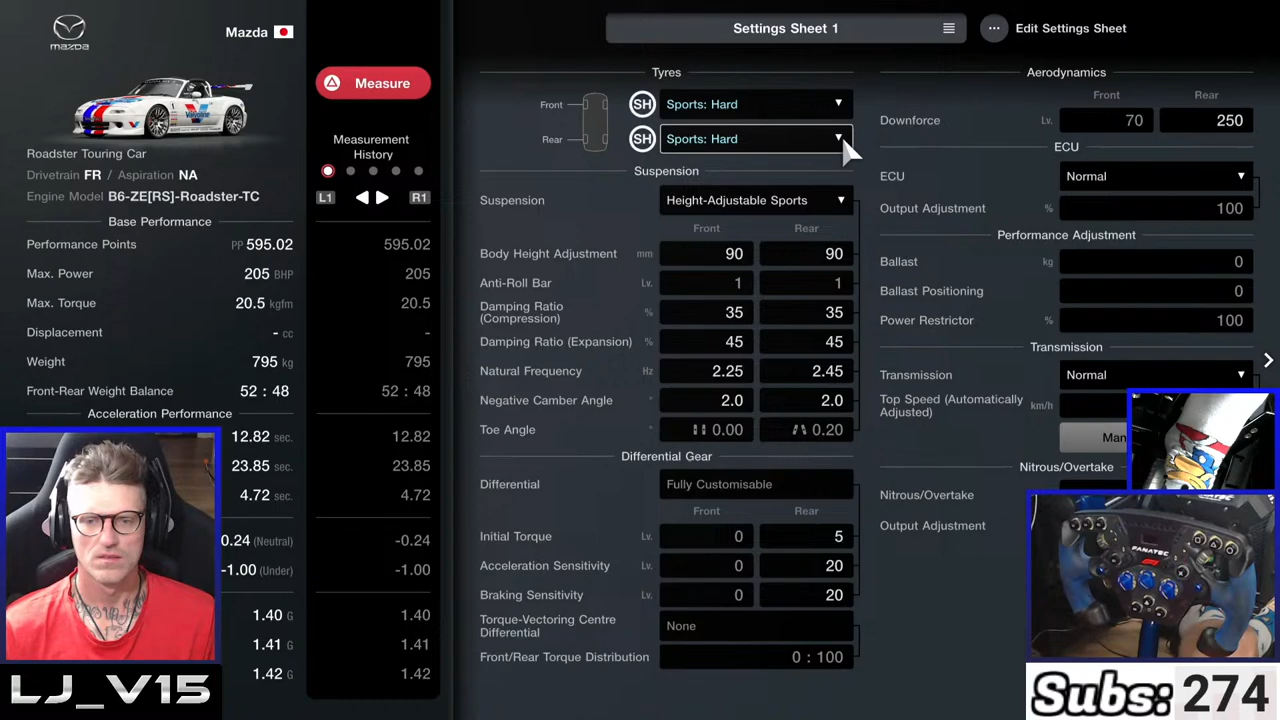 mazda
Mazda
Valvoline
Roadster Touring Car
Drivetrain FR / Aspiration NA
Engine Model B6-ZE[RS]-Roadster-TC
Base Performance
Performance Points PP 595.02
Max. Power 205 BHP
Max. Torque 20.5 kgfm
Displacement - cc
Weight 795 kg
Front-Rear Weight Balance 52 : 48
Acceleration Performance
12.82 sec.
23.85 sec.
4.72 sec.
0.24 (Neutral)
-1.00 (Under)
1.40 G
1.41 G
1.42 G
LJ_V15
Measure
Measurement
History
L1 R1
595.02
205
20.5
-
795
52 : 48
12.82
23.85
4.72
-0.24
-1.00
1.40
1.41
1.42
Settings Sheet 1
Edit Settings Sheet
Tyres
Front SH Sports: Hard
Rear SH Sports: Hard
Suspension
Suspension Height-Adjustable Sports
Front Rear
Body Height Adjustment mm 90 90
Anti-Roll Bar Lv. 1 1
Damping Ratio
(Compression) % 35 35
Damping Ratio (Expansion) % 45 45
Natural Frequency Hz 2.25 2.45
Negative Camber Angle ° 2.0 2.0
Toe Angle ° 0.00 0.20
Differential Gear
Differential Fully Customisable
Front Rear
Initial Torque Lv. 0 5
Acceleration Sensitivity Lv. 0 20
Braking Sensitivity Lv. 0 20
Torque-Vectoring Centre
Differential None
Front/Rear Torque Distribution 0 : 100
Aerodynamics
Front Rear
Downforce Lv. 70 250
ECU
ECU Normal
Output Adjustment % 100
Performance Adjustment
Ballast kg 0
Ballast Positioning 0
Power Restrictor % 100
Transmission
Transmission Normal
Top Speed (Automatically
Adjusted) km/h
Man
Nitrous/Overtake
Nitrous/Overtake
Output Adjustment
FANATEC
Subs: 274